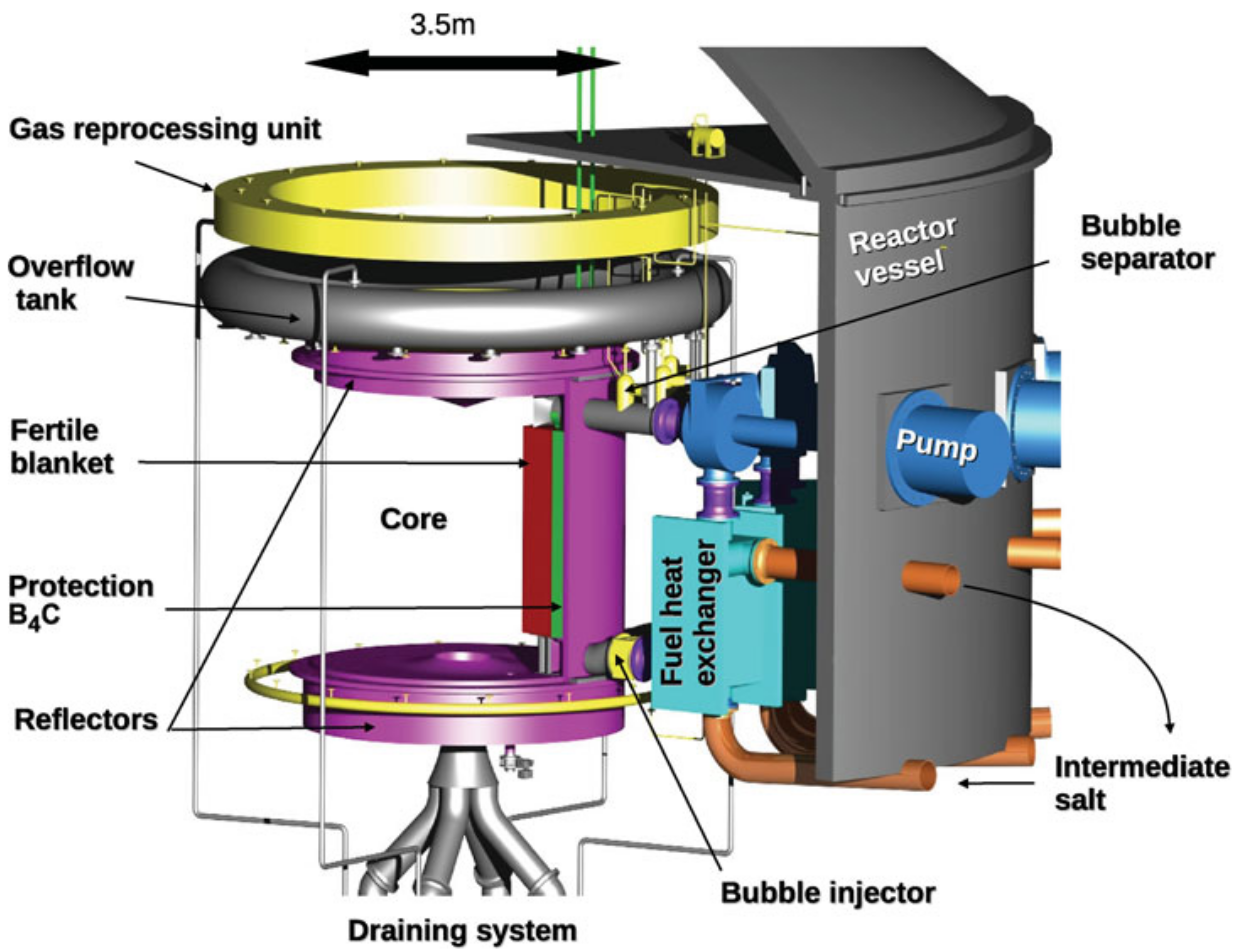 3.5m
Gas reprocessing unit
Overflow
tank
Fertile
blanket
Core
Protection
B₄C
Reflectors
Draining system
Reactor
vessel
Bubble
separator
Pump
Fuel heat
exchanger
Intermediate
salt
Bubble injector